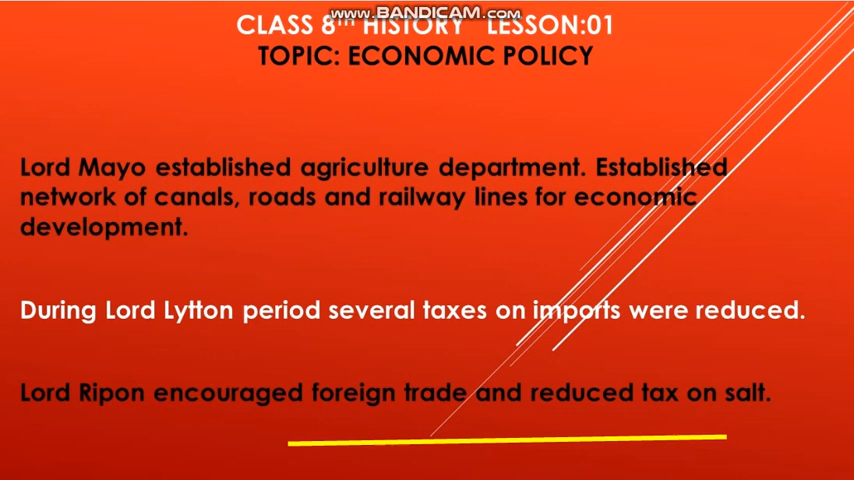 www.BANDICAM.com
CLASS 8TH HISTORY LESSON:01
TOPIC: ECONOMIC POLICY
Lord Mayo established agriculture department. Established
network of canals, roads and railway lines for economic
development.
During Lord Lytton period several taxes on imports were reduced.
Lord Ripon encouraged foreign trade and reduced tax on salt.